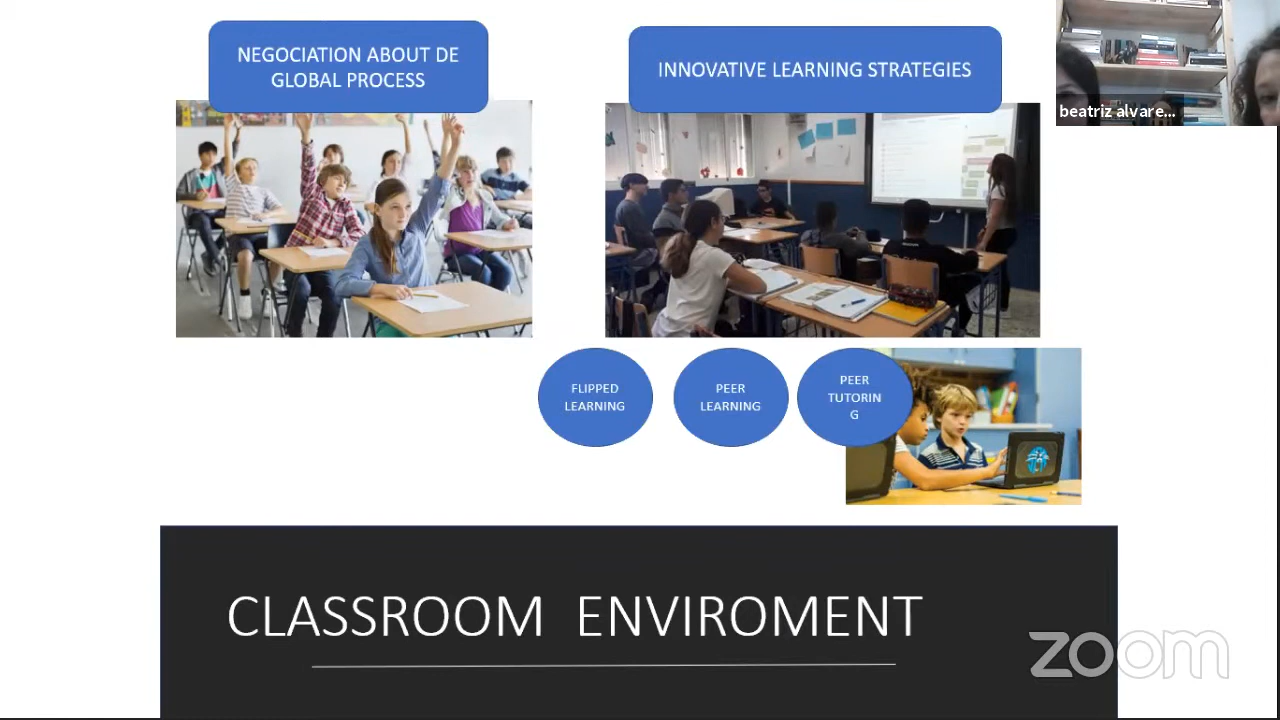 NEGOCIATION ABOUT DE
GLOBAL PROCESS
INNOVATIVE LEARNING STRATEGIES
beatriz alvare...
FLIPPED
LEARNING
PEER
LEARNING
PEER
TUTORIN
G
CLASSROOM ENVIROMENT
zoom